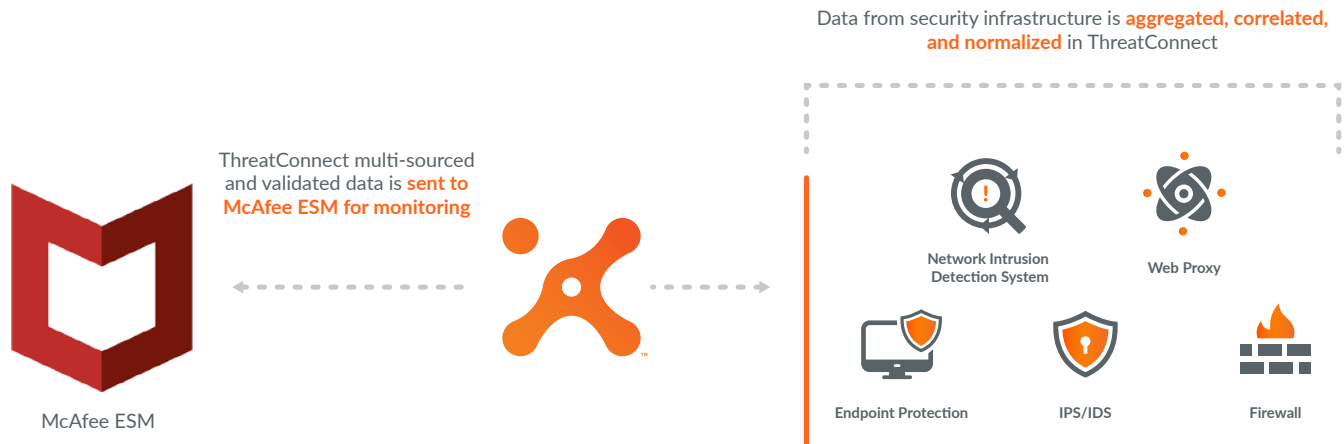 Data from security infrastructure is aggregated, correlated,
and normalized in ThreatConnect
ThreatConnect multi-sourced
and validated data is sent to
McAfee ESM for monitoring
Network Intrusion
Detection System
Web Proxy
Endpoint Protection
IPS/IDS
Firewall
McAfee ESM
™